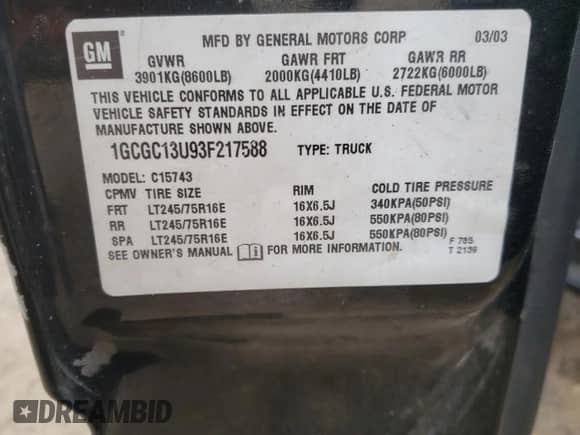 GM
MFD BY GENERAL MOTORS CORP 03/03
GVWR GAWR FRT GAWR RR
3901KG(8600LB) 2000KG(4410LB) 2722KG(6000LB)
THIS VEHICLE CONFORMS TO ALL APPLICABLE U.S. FEDERAL MOTOR
VEHICLE SAFETY STANDARDS IN EFFECT ON THE DATE OF
MANUFACTURE SHOWN ABOVE.
1GCGC13U93F217588 TYPE: TRUCK
MODEL: C15743
CPMV TIRE SIZE RIM COLD TIRE PRESSURE
FRT LT245/75R16E 16X6.5J 340KPA(50PSI)
RR LT245/75R16E 16X6.5J 550KPA(80PSI)
SPA LT245/75R16E 16X6.5J 550KPA(80PSI)
SEE OWNER'S MANUAL FOR MORE INFORMATION.
F 785
T 2139
DREAMBID